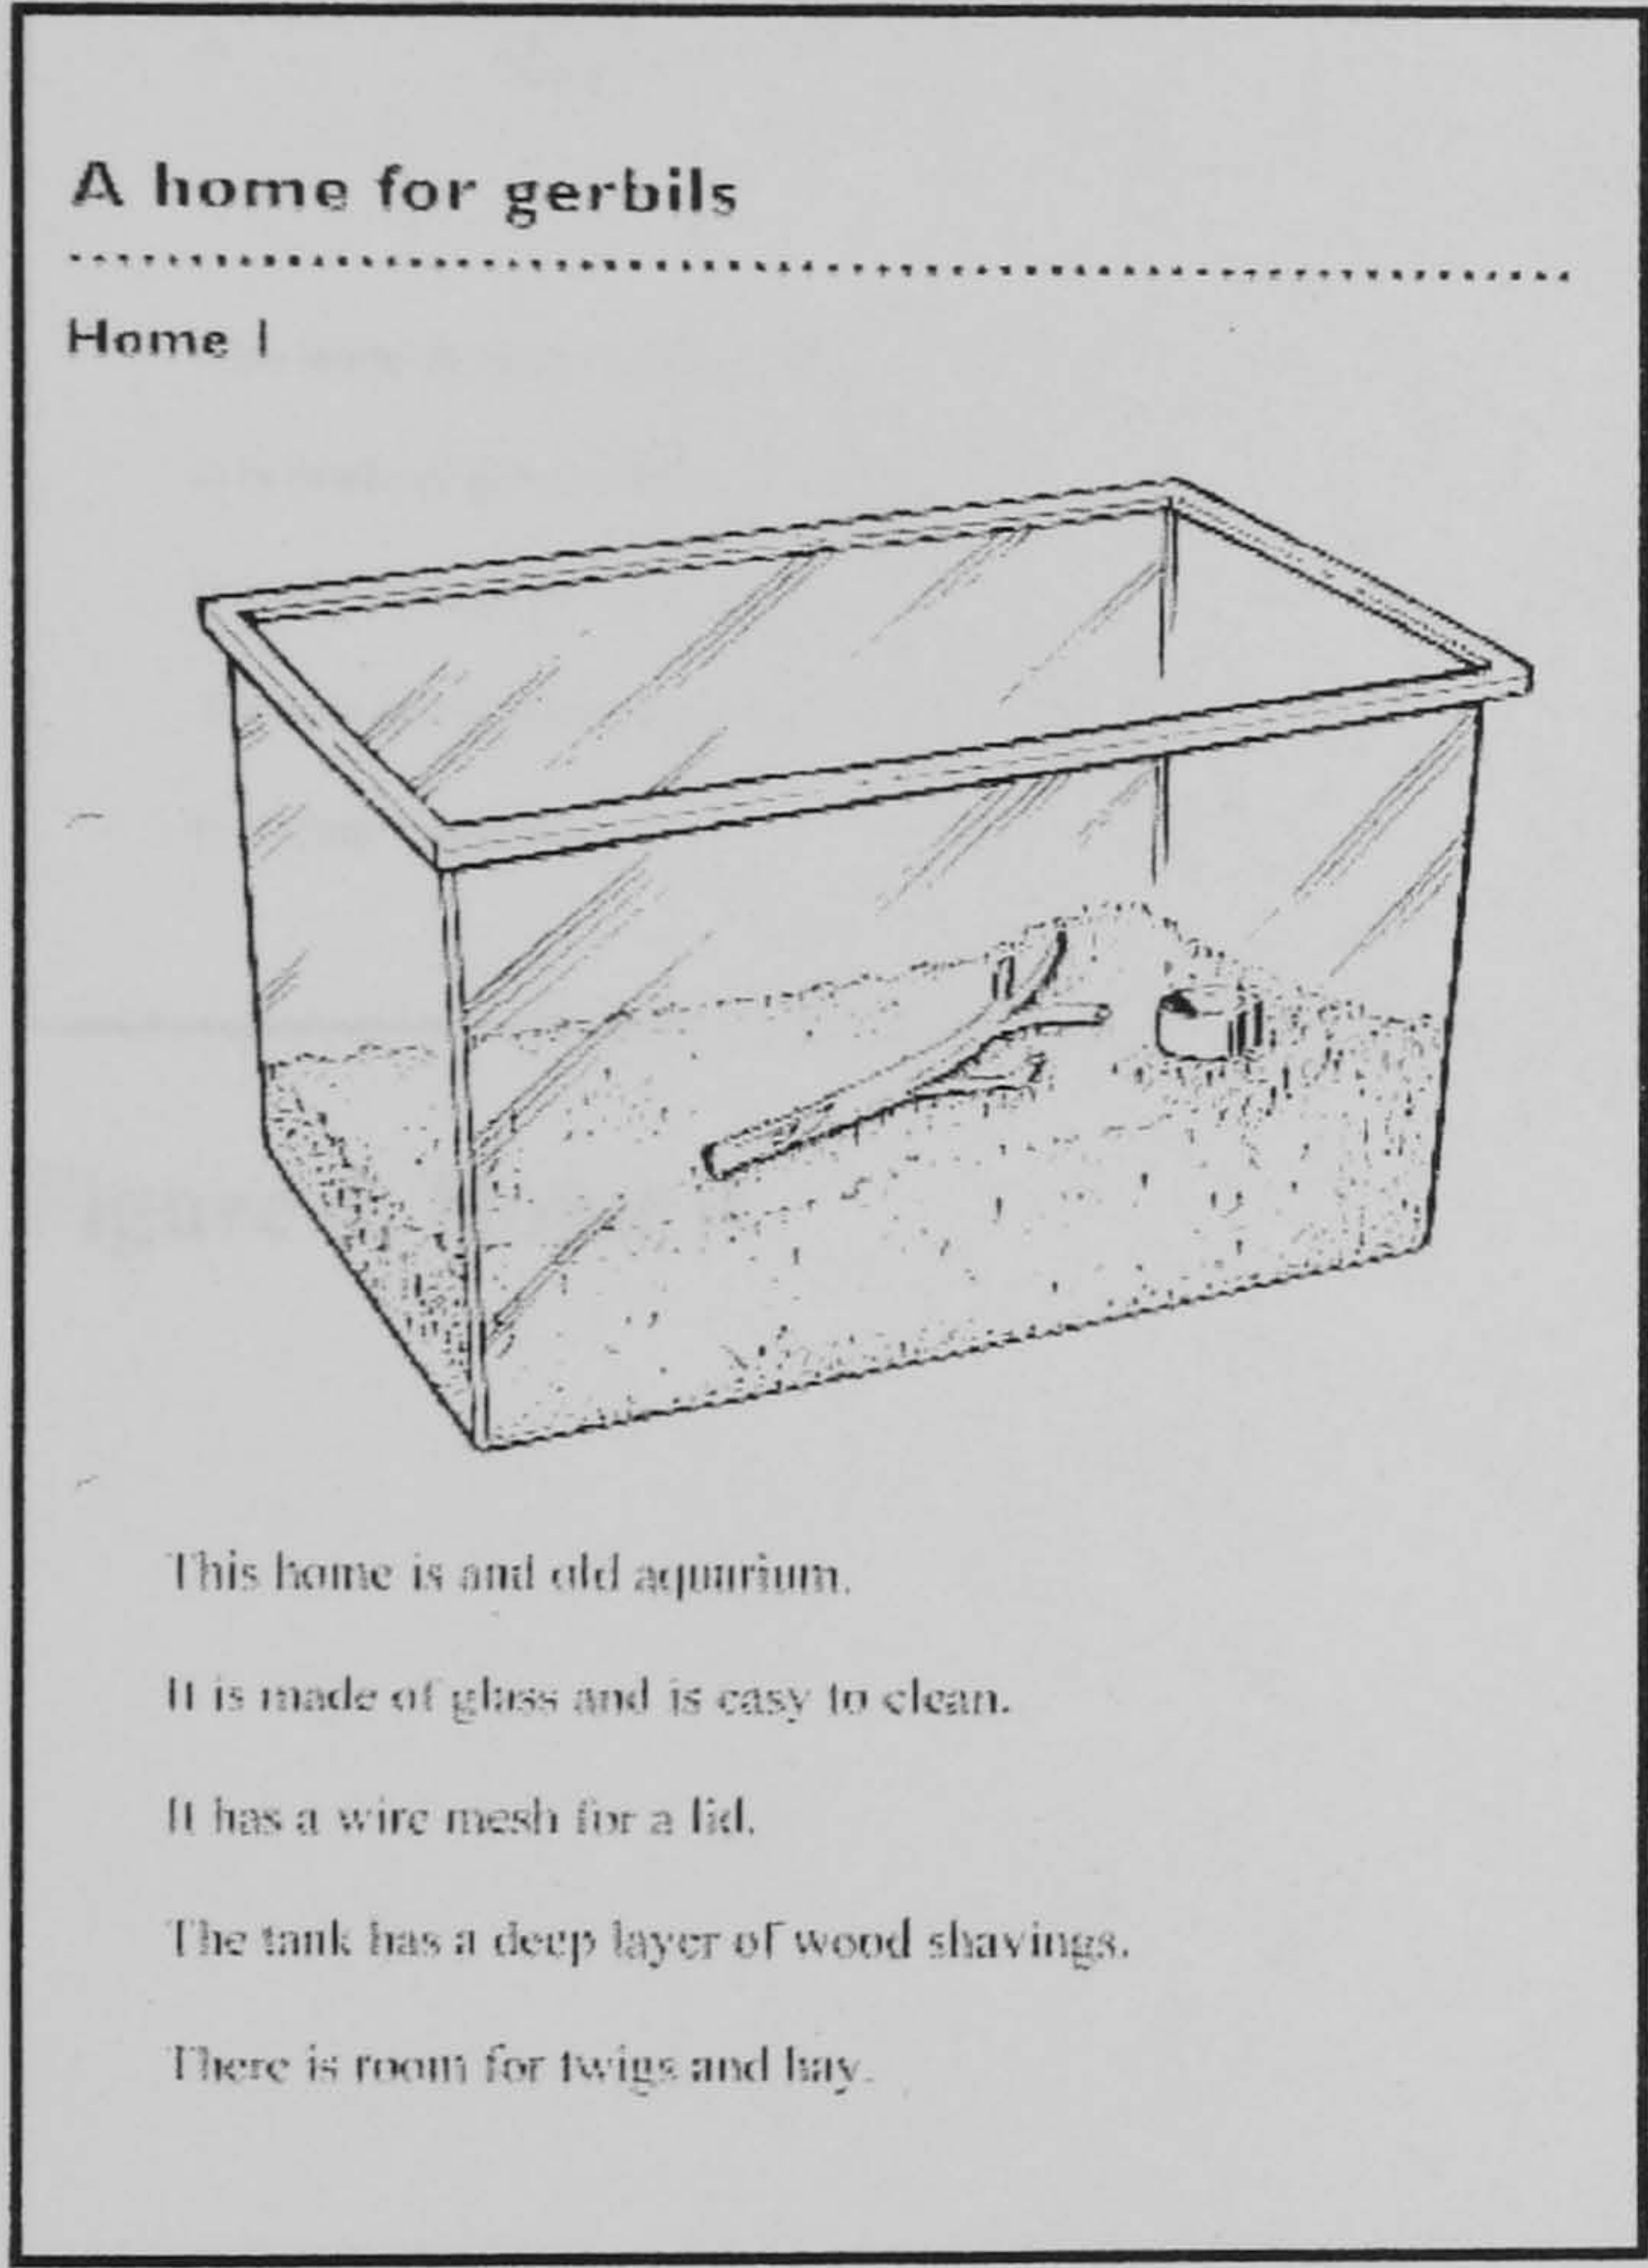 A home for gerbils
Home 1
This home is and old aquarium.
It is made of glass and is easy to clean.
It has a wire mesh for a lid.
The tank has a deep layer of wood shavings.
There is room for twigs and hay.